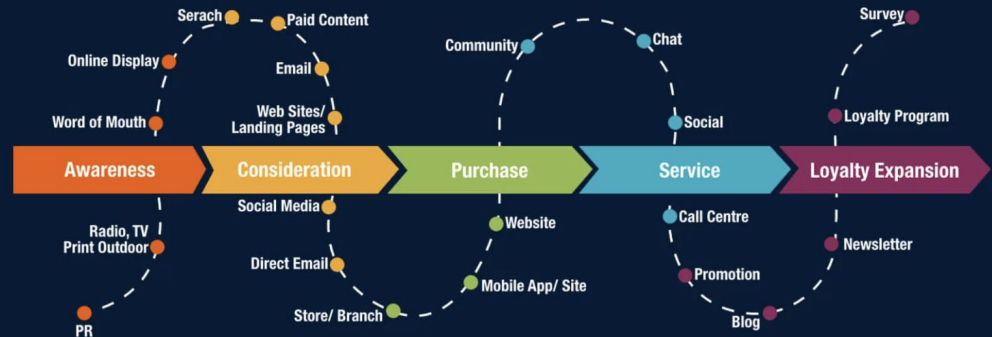 Serach
Paid Content
Survey
Community
Chat
Online Display
Email
Web Sites/
Landing Pages
Word of Mouth
Social
Loyalty Program
Awareness
Consideration
Purchase
Service
Loyalty Expansion
Social Media
Radio, TV
Print Outdoor
Website
Call Centre
Newsletter
Direct Email
Mobile App/ Site
Promotion
Store/ Branch
Blog
PR